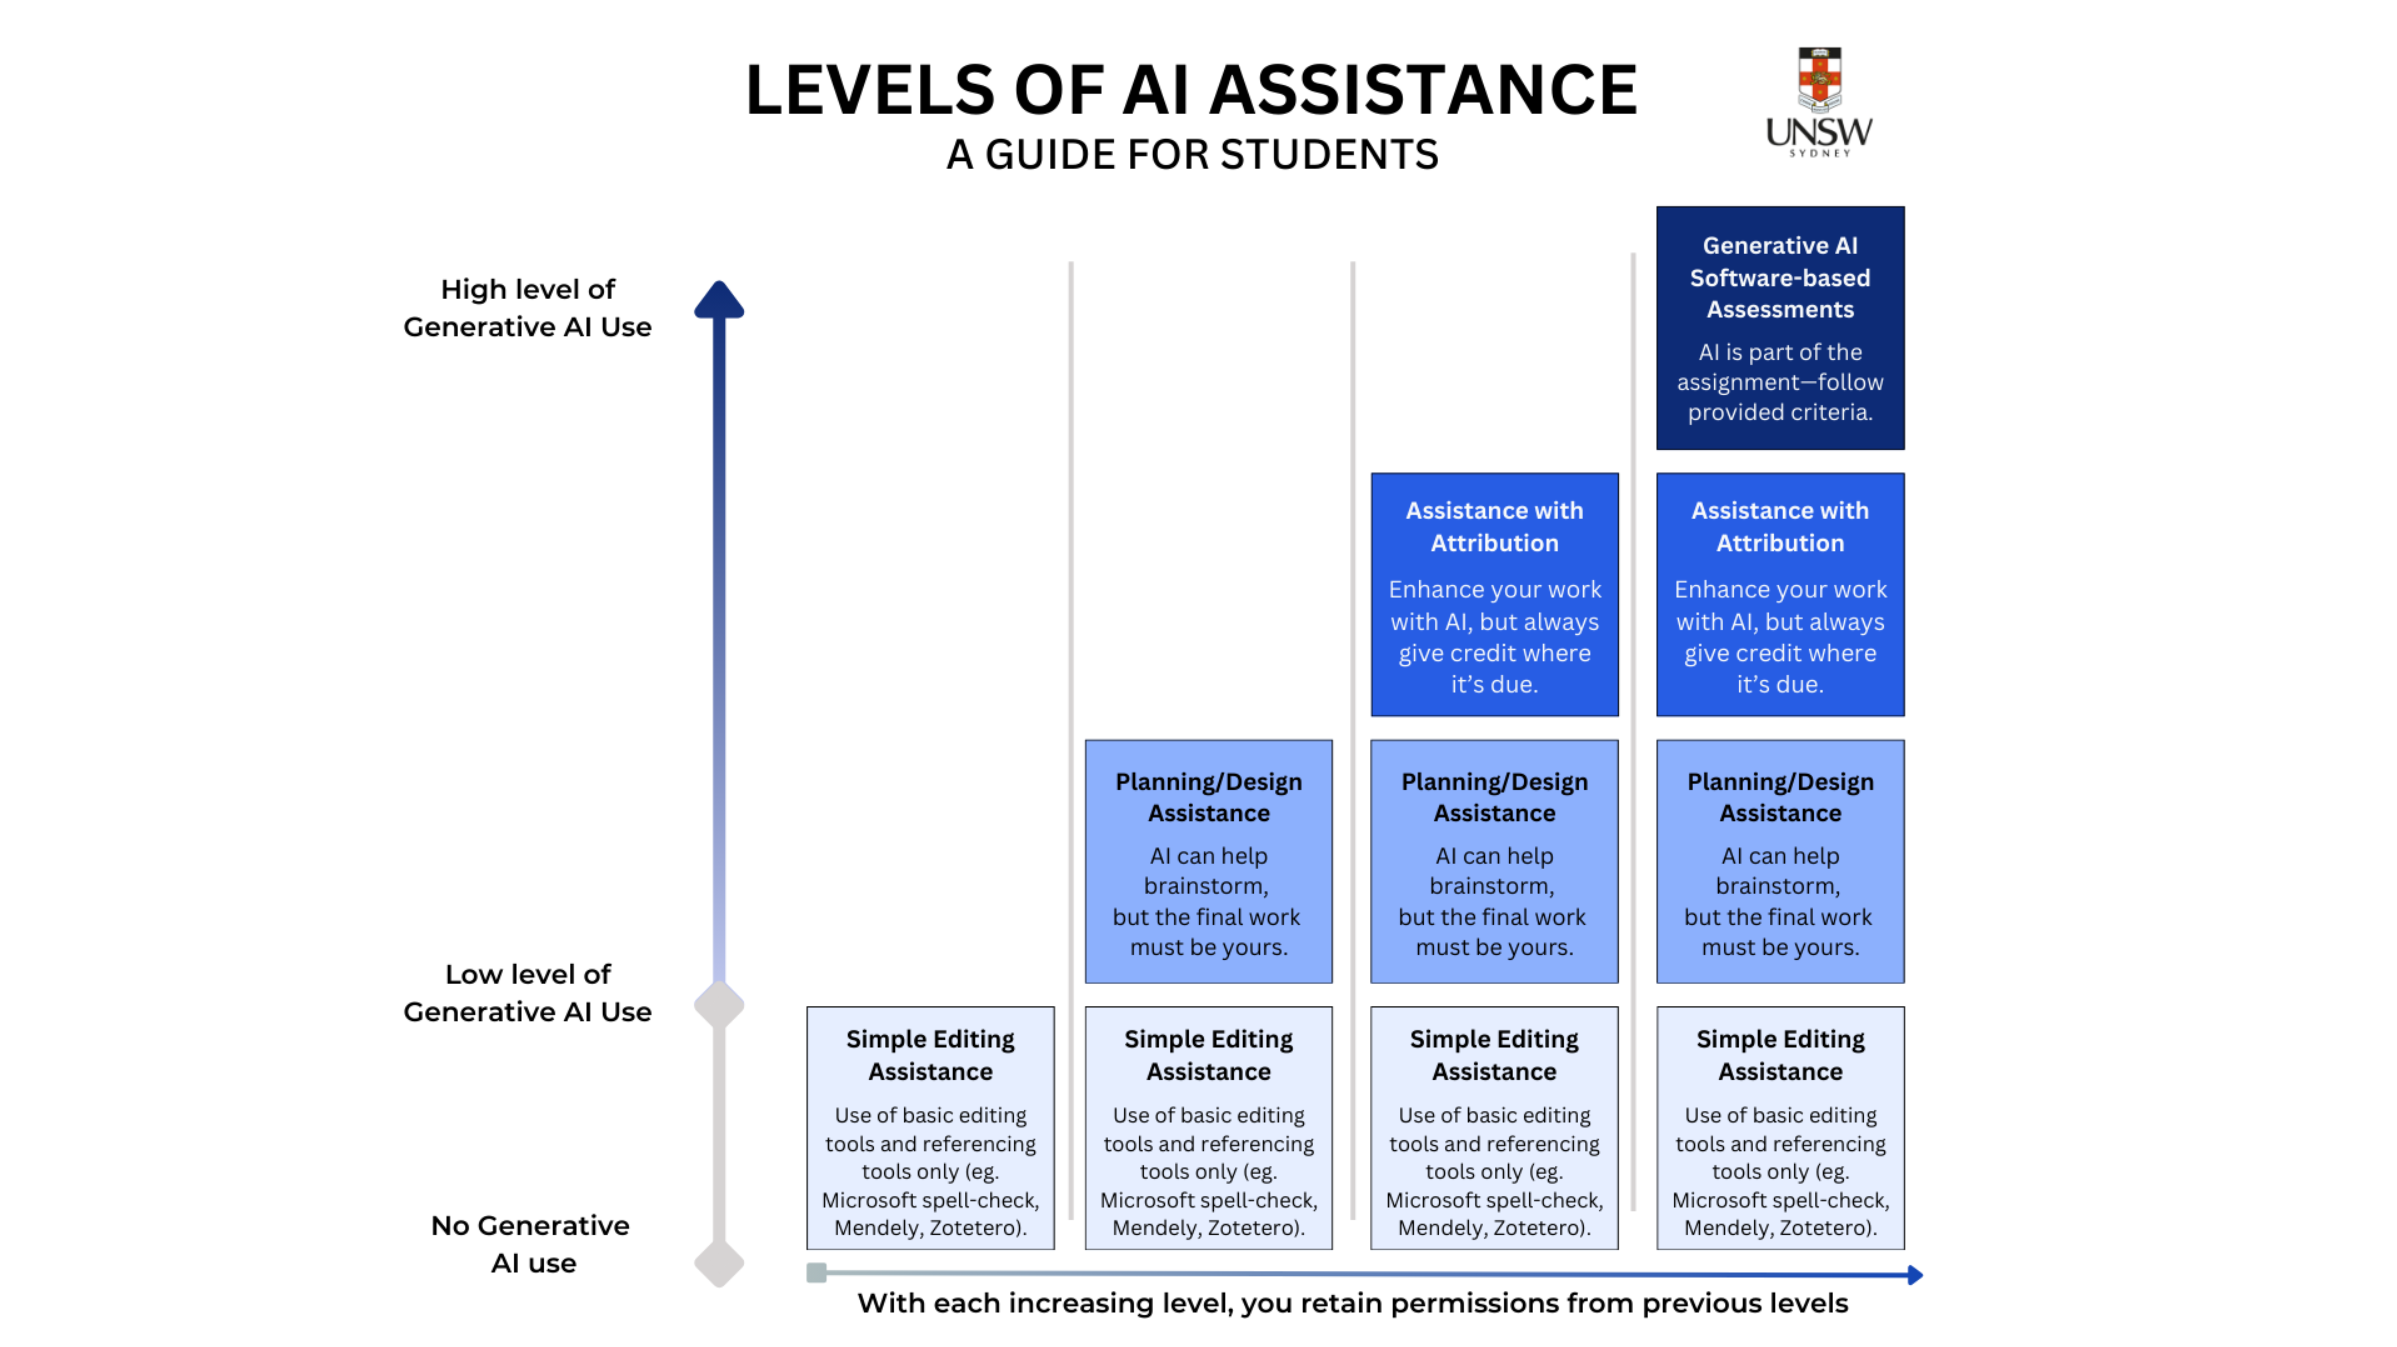 LEVELS OF AI ASSISTANCE
A GUIDE FOR STUDENTS
UNSW
SYDNEY
High level of
Generative AI Use
Low level of
Generative AI Use
No Generative
AI use
Simple Editing
Assistance
Use of basic editing
tools and referencing
tools only (eg.
Microsoft spell-check,
Mendely, Zotetero).
Planning/Design
Assistance
AI can help
brainstorm,
but the final work
must be yours.
Simple Editing
Assistance
Use of basic editing
tools and referencing
tools only (eg.
Microsoft spell-check,
Mendely, Zotetero).
Assistance with
Attribution
Enhance your work
with AI, but always
give credit where
it’s due.
Planning/Design
Assistance
AI can help
brainstorm,
but the final work
must be yours.
Simple Editing
Assistance
Use of basic editing
tools and referencing
tools only (eg.
Microsoft spell-check,
Mendely, Zotetero).
Generative AI
Software-based
Assessments
AI is part of the
assignment—follow
provided criteria.
Assistance with
Attribution
Enhance your work
with AI, but always
give credit where
it’s due.
Planning/Design
Assistance
AI can help
brainstorm,
but the final work
must be yours.
Simple Editing
Assistance
Use of basic editing
tools and referencing
tools only (eg.
Microsoft spell-check,
Mendely, Zotetero).
With each increasing level, you retain permissions from previous levels